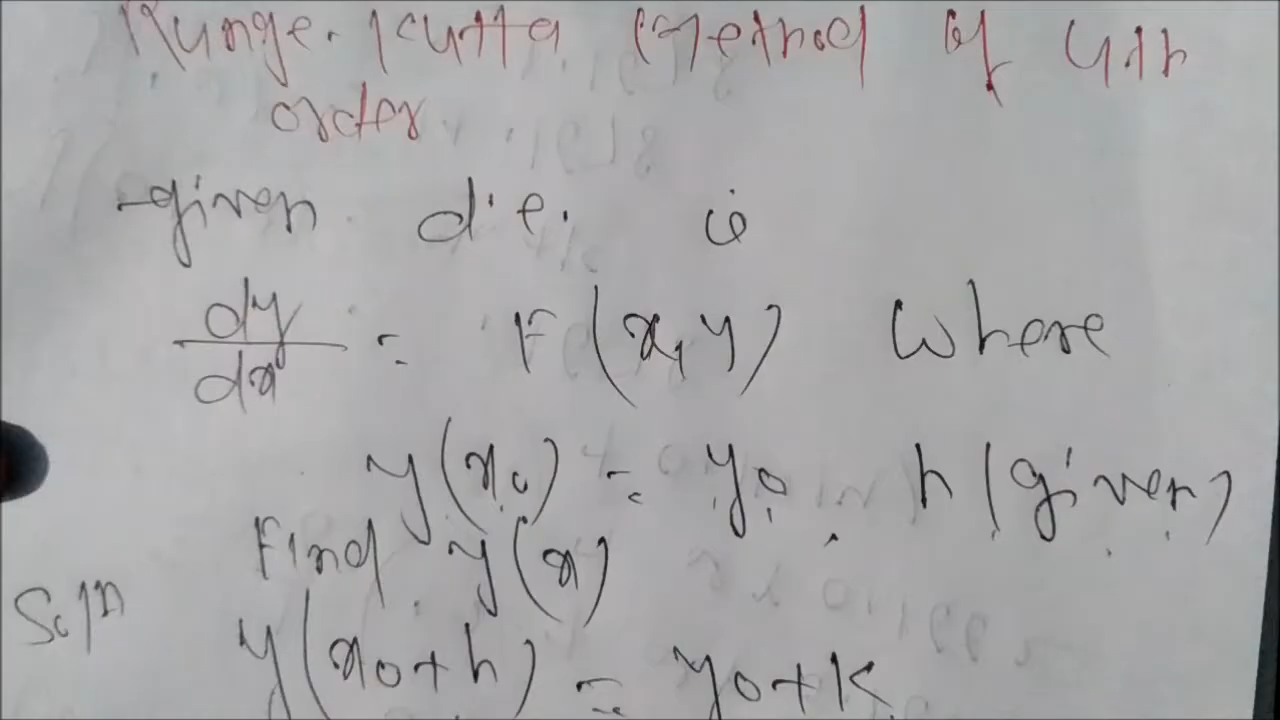 Runge-Kutta Method of 4th
order
given d.e. is
dy/dx = F(x, y) where
y(x0) = y0, h (given)
Find y(x)
Soln
y(x0+h) = y0+K